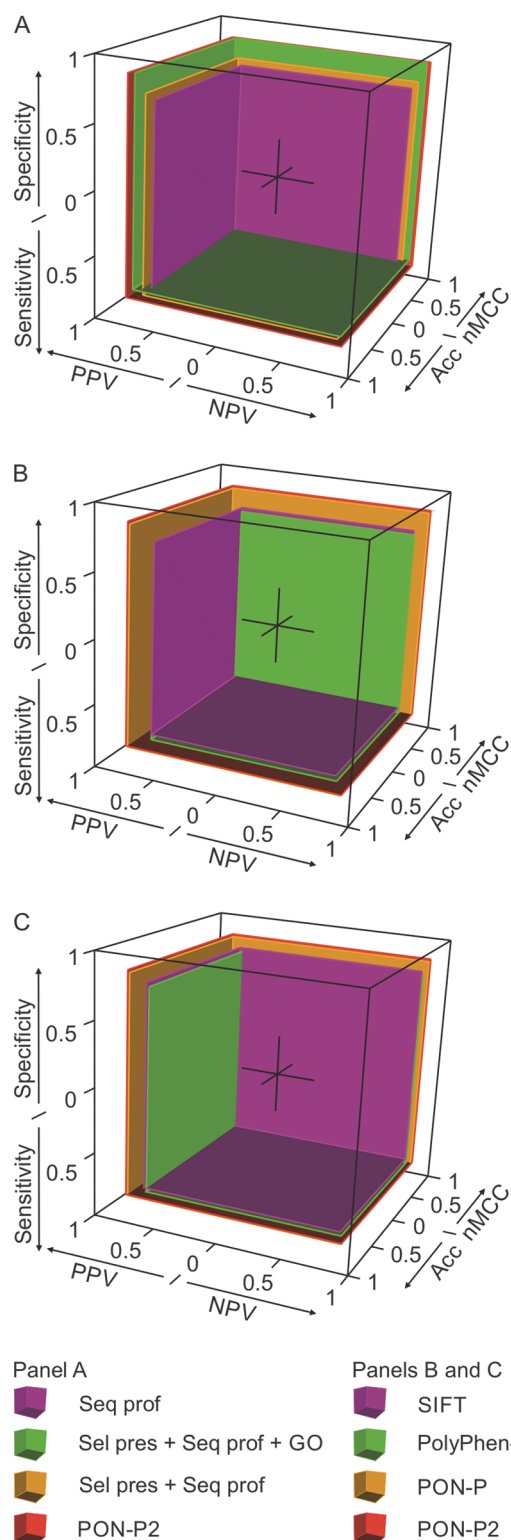 A
1
0.5
0
0.5
1
Specificity
/
Sensitivity
0.5
0
0.5
1
PPV / NPV
1
0.5
0
0.5
1
Acc / nMCC
B
1
0.5
0
0.5
1
Specificity
/
Sensitivity
0.5
0
0.5
1
PPV / NPV
1
0.5
0
0.5
1
Acc / nMCC
C
1
0.5
0
0.5
1
Specificity
/
Sensitivity
0.5
0
0.5
1
PPV / NPV
1
0.5
0
0.5
1
Acc / nMCC
Panel A
Seq prof
Sel pres + Seq prof + GO
Sel pres + Seq prof
PON-P2
Panels B and C
SIFT
PolyPhen-
PON-P
PON-P2